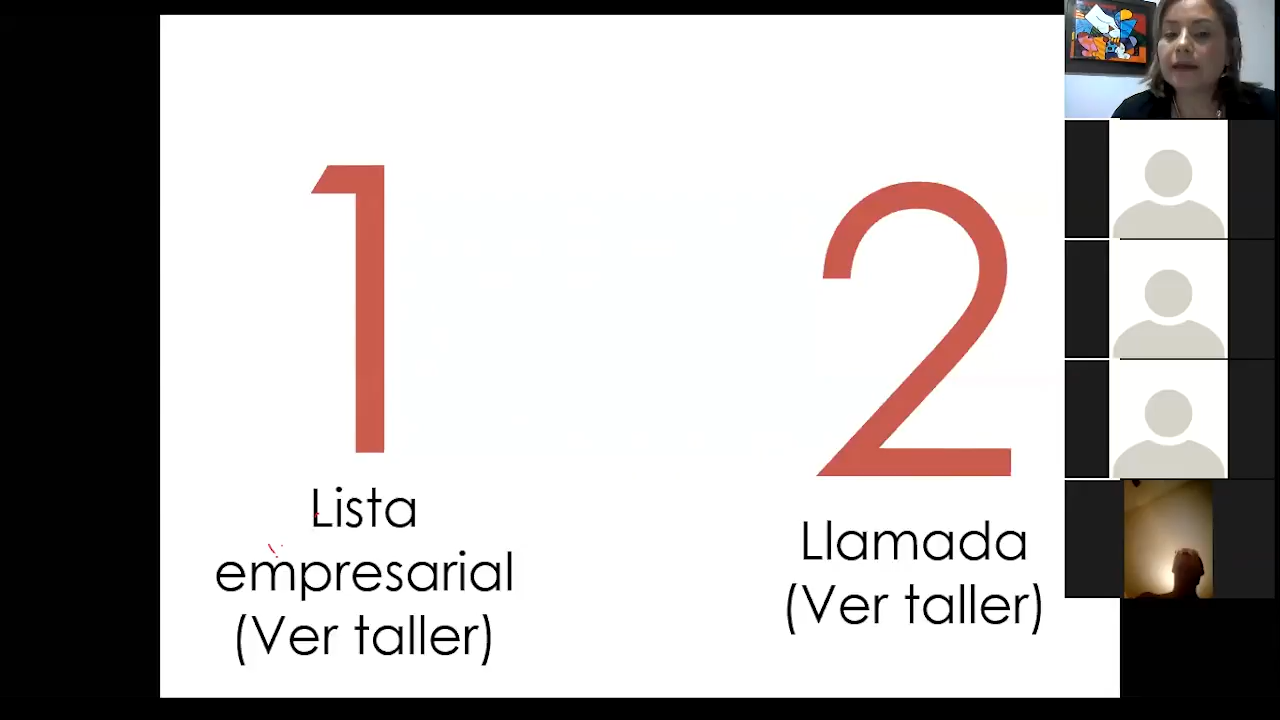 1
Lista
empresarial
(Ver taller)
2
Llamada
(Ver taller)